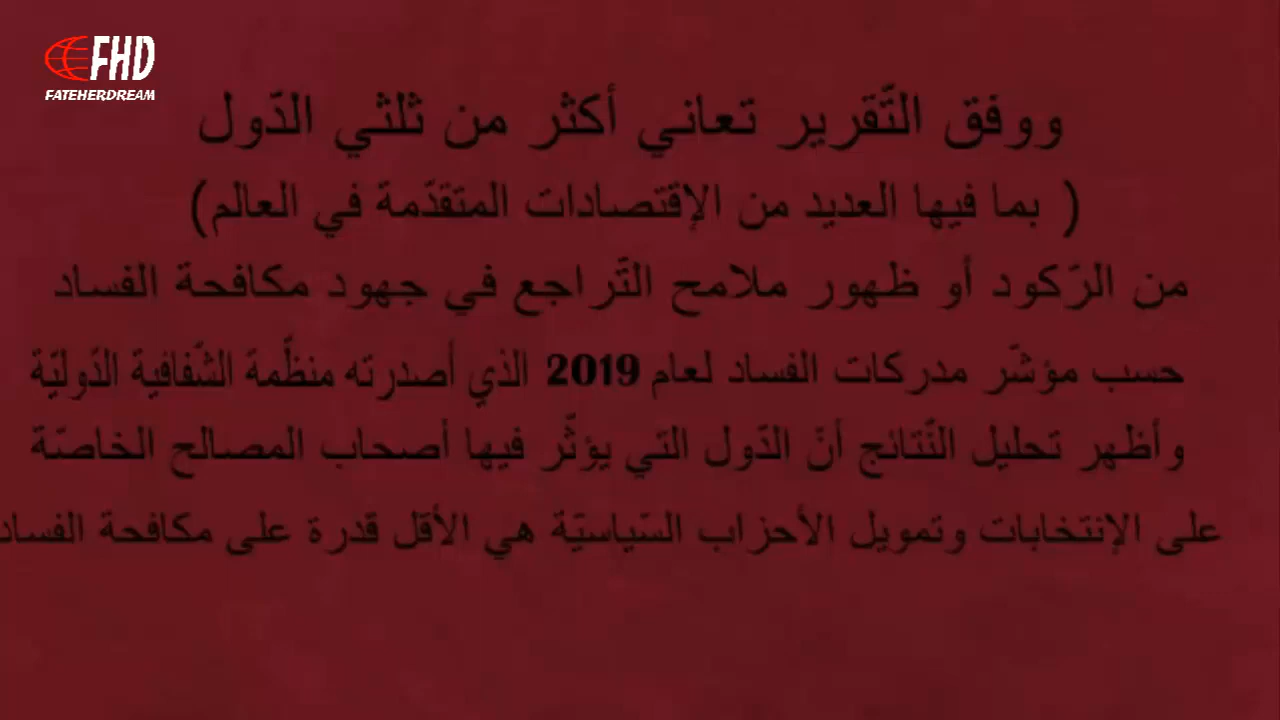 FHD
FATEHERDREAM
ووفق التّقرير تعاني أكثر من ثلثي الدّول
( بما فيها العديد من الإقتصادات المتقدّمة في العالم)
من الرّكود أو ظهور ملامح التّراجع في جهود مكافحة الفساد
حسب مؤشّر مدركات الفساد لعام 2019 الذي أصدرته منظّمة الشّفافية الدّوليّة
وأظهر تحليل النّتائج أنّ الدّول التي يؤثّر فيها أصحاب المصالح الخاصّة
على الإنتخابات وتمويل الأحزاب السّياسيّة هي الأقل قدرة على مكافحة الفساد